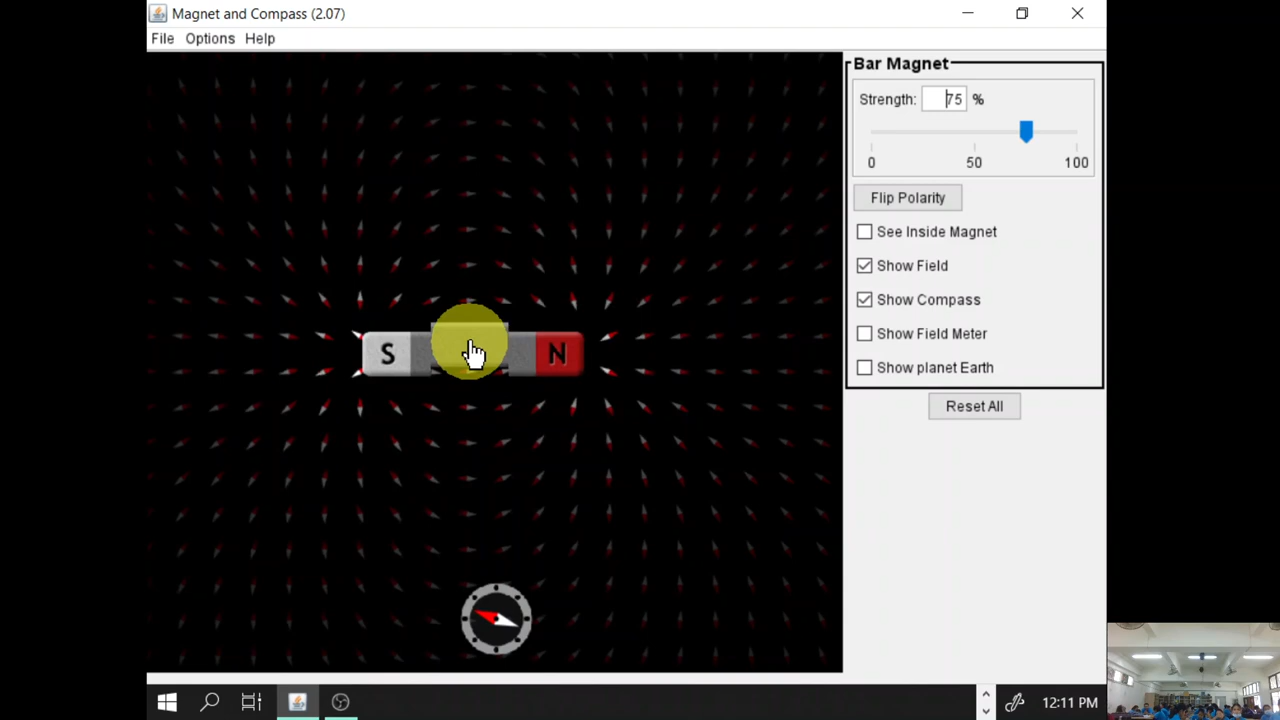 Magnet and Compass (2.07)
File Options Help
Bar Magnet
Strength: 75 %
0 50 100
Flip Polarity
See Inside Magnet
Show Field
Show Compass
Show Field Meter
Show planet Earth
Reset All
S N
12:11 PM